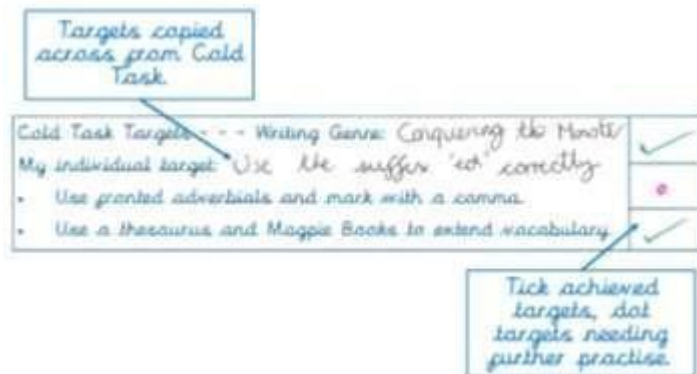 Targets copied
across from Cold
Task.
Cold Task Targets - - - Writing Genre: Conquering the Monster
My individual target: Use the suffix 'ed' correctly
• Use fronted adverbials and mark with a comma.
• Use a thesaurus and Magpie Books to extend vocabulary
Tick achieved
targets, dot
targets needing
further practise.